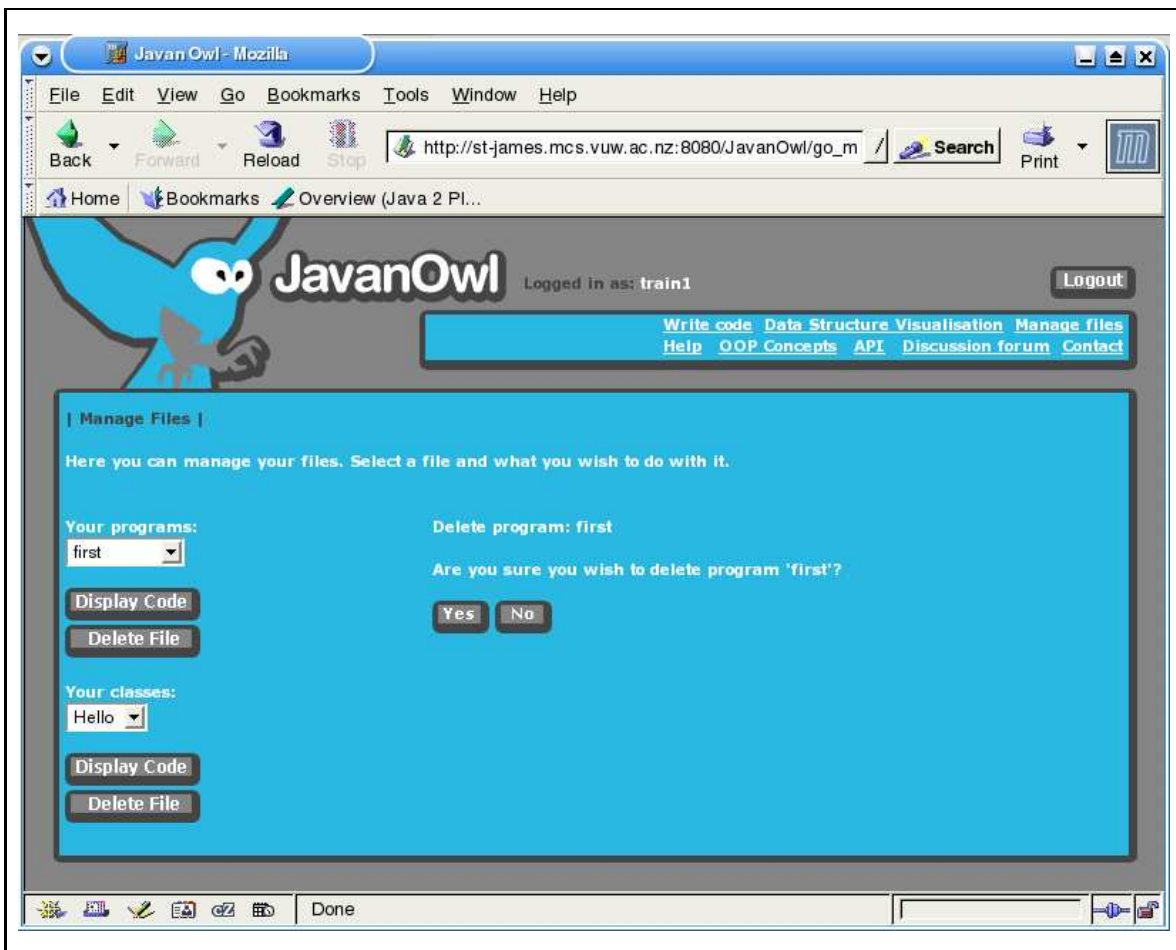 Javan Owl - Mozilla
File Edit View Go Bookmarks Tools Window Help
Back Forward Reload Stop http://st-james.mcs.vuw.ac.nz:8080/JavanOwl/go_m Search Print
Home Bookmarks Overview (Java 2 Pl...
JavanOwl Logged in as: train1 Logout
Write code Data Structure Visualisation Manage files
Help OOP Concepts API Discussion forum Contact
| Manage Files |
Here you can manage your files. Select a file and what you wish to do with it.
Your programs:
first
Display Code
Delete File
Your classes:
Hello
Display Code
Delete File
Delete program: first
Are you sure you wish to delete program 'first'?
Yes No
Done